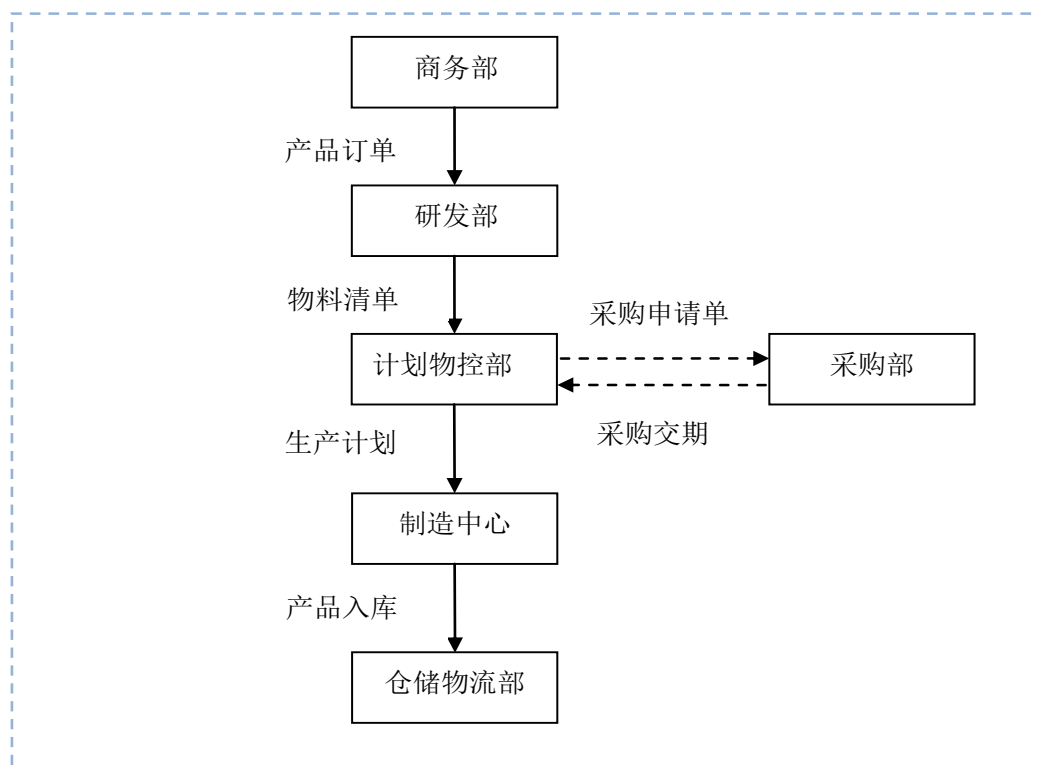 商务部
产品订单
研发部
物料清单
采购申请单
计划物控部
采购部
采购交期
生产计划
制造中心
产品入库
仓储物流部